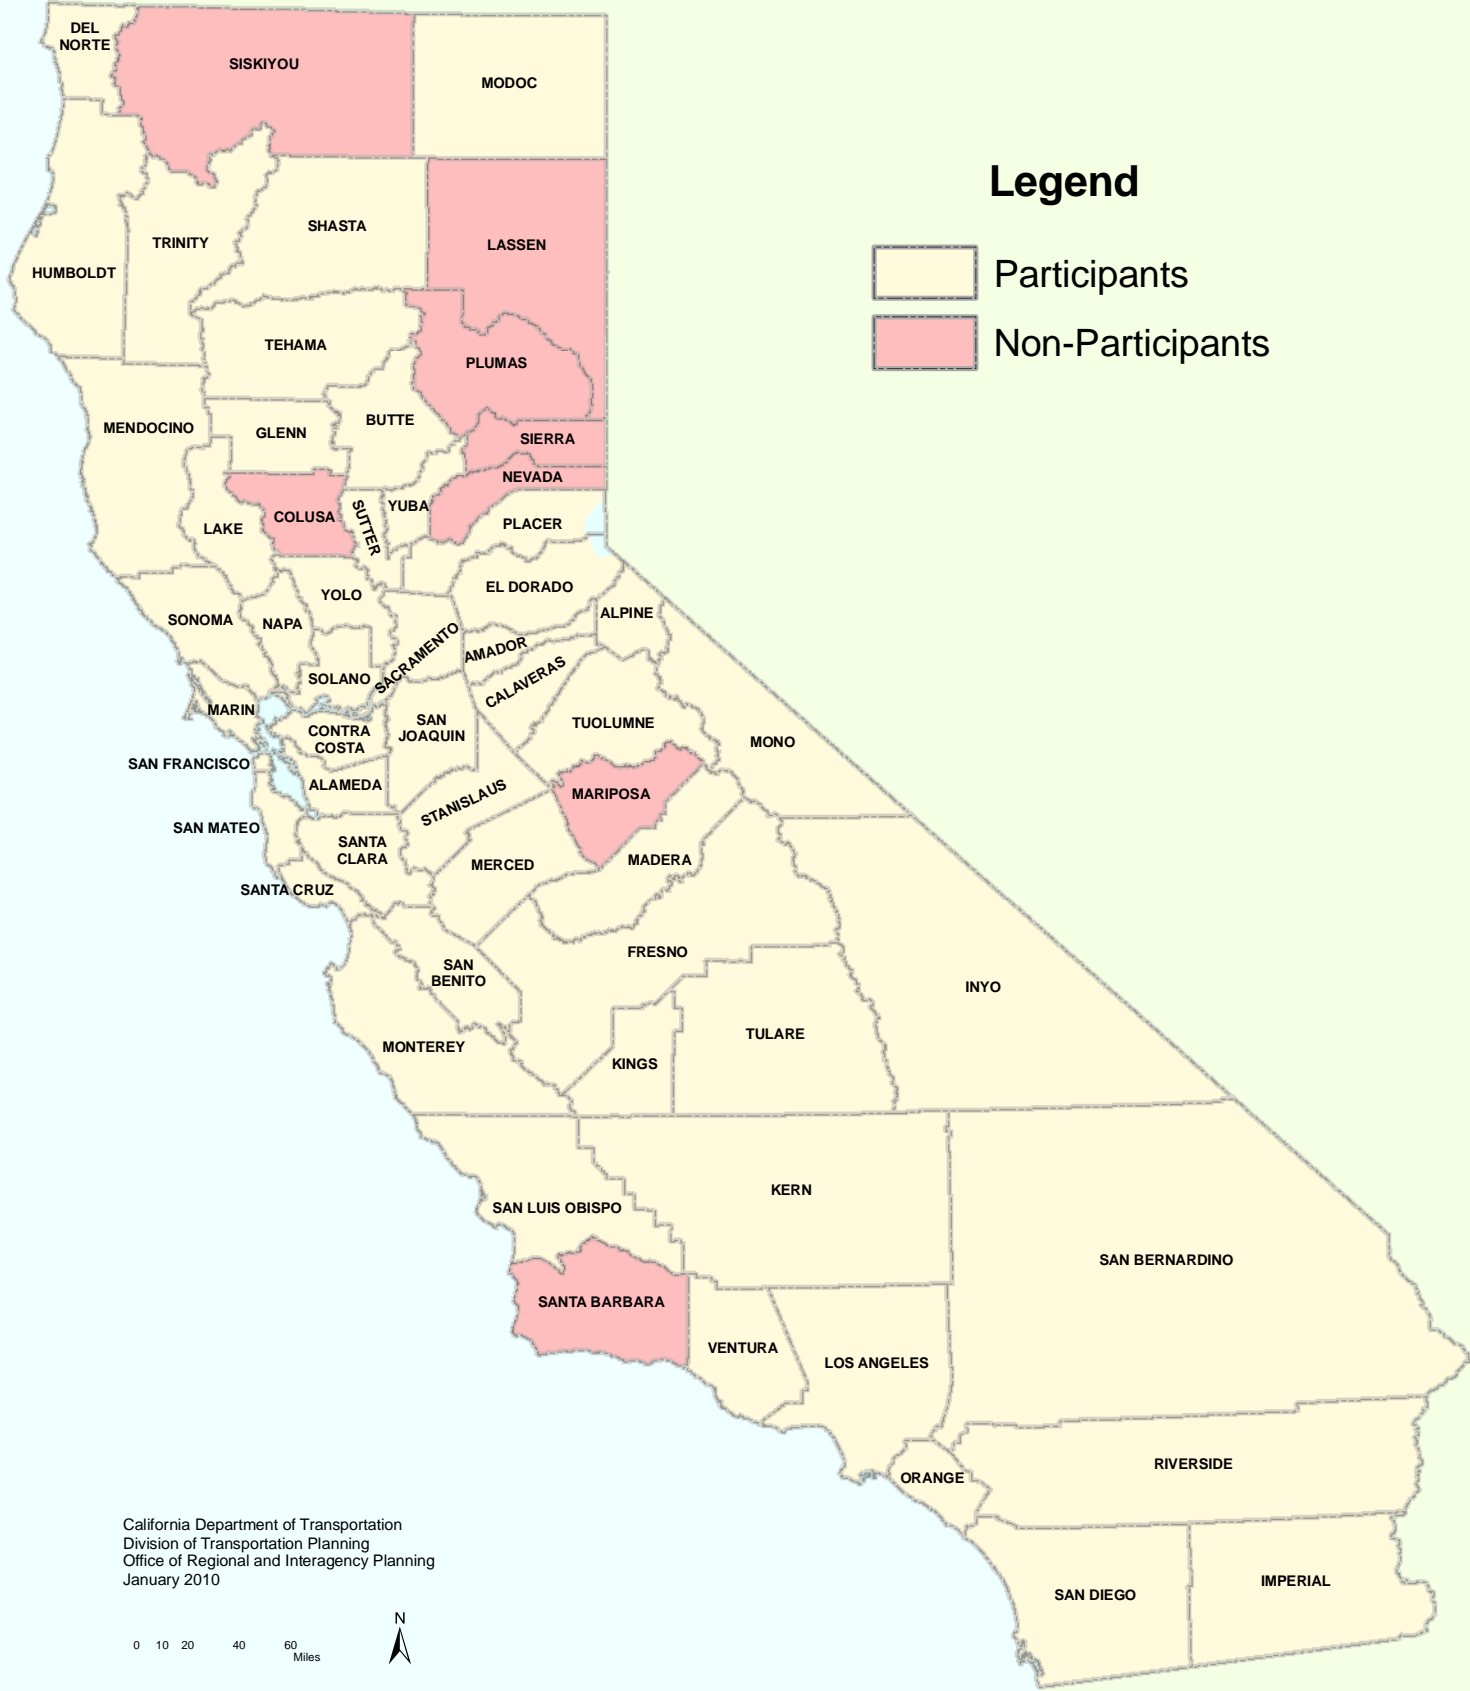 DEL
NORTE
SISKIYOU
MODOC
Legend
SHASTA
TRINITY
LASSEN
HUMBOLDT
Participants
TEHAMA
Non-Participants
PLUMAS
BUTTE
MENDOCINO
GLENN
SIERRA
NEVADA
YUBA
COLUSA
SUTTER
LAKE
PLACER
EL DORADO
YOLO
ALPINE
SONOMA
NAPA
SACRAMENTO
AMADOR
SOLANO
CALAVERAS
MARIN
SAN
JOAQUIN
TUOLUMNE
CONTRA
COSTA
MONO
SAN FRANCISCO
ALAMEDA
MARIPOSA
STANISLAUS
SAN MATEO
SANTA
CLARA
MADERA
MERCED
SANTA CRUZ
FRESNO
SAN
BENITO
INYO
TULARE
MONTEREY
KINGS
KERN
SAN LUIS OBISPO
SAN BERNARDINO
SANTA BARBARA
VENTURA
LOS ANGELES
RIVERSIDE
ORANGE
California Department of Transportation
Division of Transportation Planning
Office of Regional and Interagency Planning
January 2010
IMPERIAL
SAN DIEGO
N
0 10 20 40 60
Miles